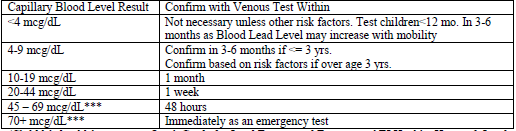 Capillary Blood Level Result Confirm with Venous Test Within
<4 mcg/dL Not necessary unless other risk factors. Test children<12 mo. In 3-6
months as Blood Lead Level may increase with mobility
4-9 mcg/dL Confirm in 3-6 months if <= 3 yrs.
Confirm based on risk factors if over age 3 yrs.
10-19 mcg/dL 1 month
20-44 mcg/dL 1 week
45 – 69 mcg/dL*** 48 hours
70+ mcg/dL*** Immediately as an emergency test